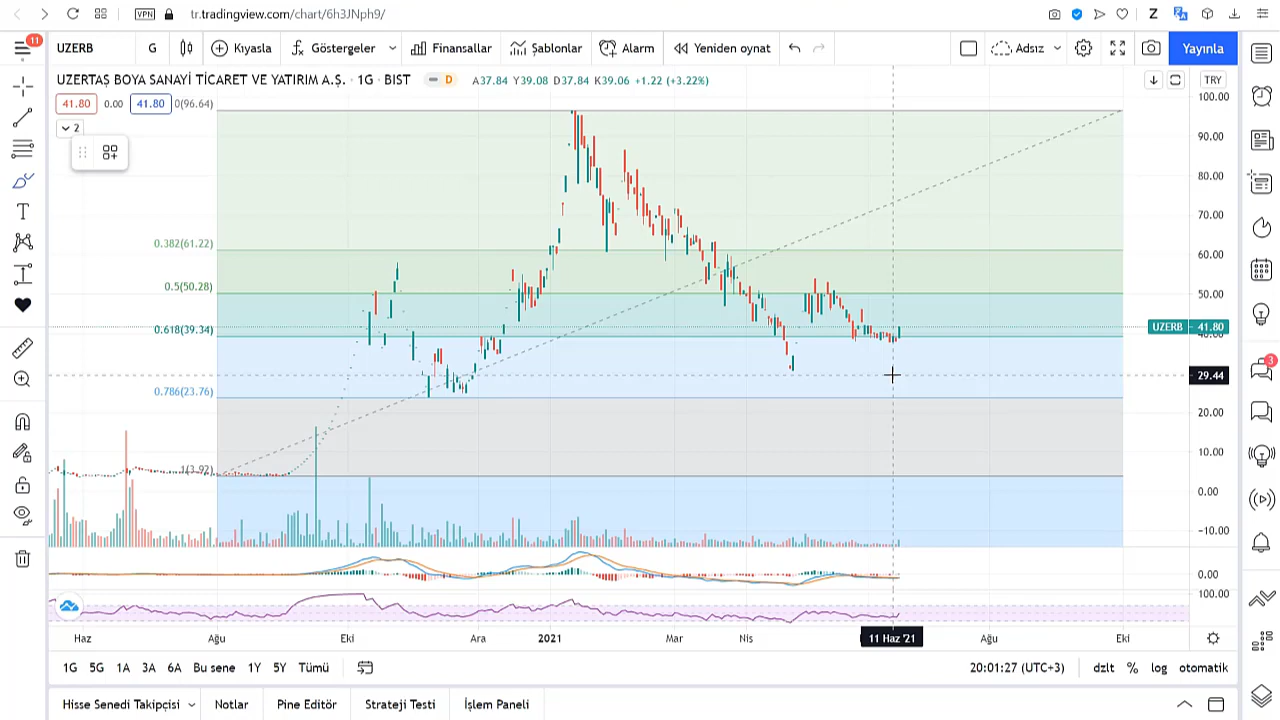 VPN
tr.tradingview.com/chart/6h3JNph9/
Z
11
UZERB
G
Kıyasla
Göstergeler
Finansallar
Şablonlar
Alarm
Yeniden oynat
Adsız
Yayınla
UZERTAŞ BOYA SANAYİ TİCARET VE YATIRIM A.Ş. · 1G · BIST
D
A37.84 Y39.08 D37.84 K39.06 +1.22 (+3.22%)
TRY
41.80
0.00
41.80
0(96.64)
2
100.00
90.00
80.00
70.00
60.00
50.00
40.00
20.00
10.00
0.00
−10.00
0.382(61.22)
0.5(50.28)
0.618(39.34)
0.786(23.76)
1(3.92)
UZERB
41.80
29.44
3
0.00
100.00
Haz
Ağu
Eki
Ara
2021
Mar
Nis
11 Haz '21
Ağu
Eki
1G
5G
1A
3A
6A
Bu sene
1Y
5Y
Tümü
20:01:27 (UTC+3)
dzlt
%
log
otomatik
Hisse Senedi Takipçisi
Notlar
Pine Editör
Strateji Testi
İşlem Paneli